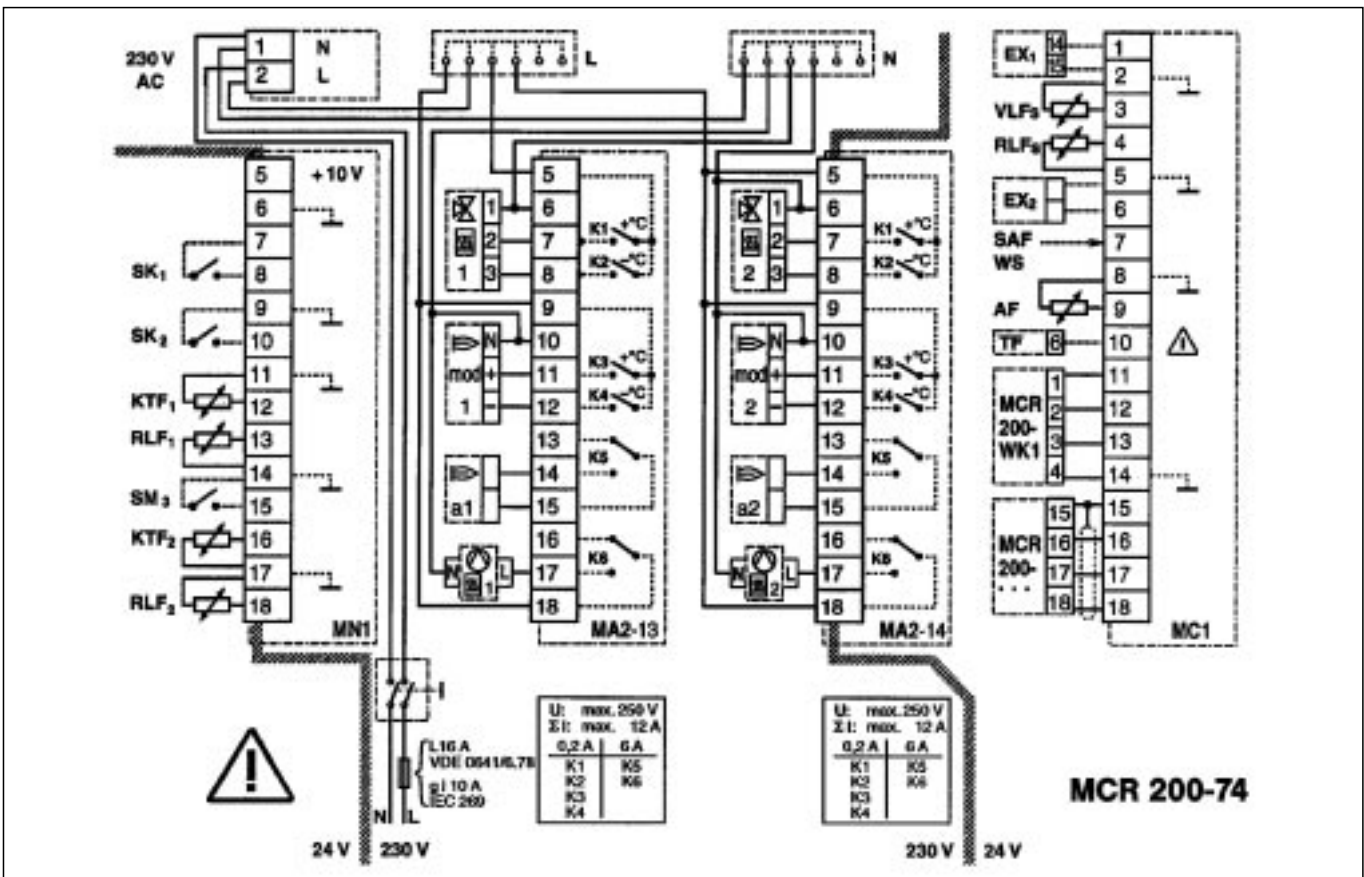 230 V
AC
1 N
2 L
L
N
5 +10 V
6
7
8
9
10
11
12
13
14
15
16
17
18
MN1
SK₁
SK₂
KTF₁
RLF₁
SM₃
KTF₂
RLF₂
5
6
7
8
9
10
11
12
13
14
15
16
17
18
MA2-13
1
2
1 3
N
mod +
1 –
a1
N L
1
K1 +°C
K2 –°C
K3 +°C
K4 –°C
K5
K6
5
6
7
8
9
10
11
12
13
14
15
16
17
18
MA2-14
1
2
2 3
N
mod +
2 –
a2
N L
2
K1 +°C
K2 –°C
K3 +°C
K4 –°C
K5
K6
EX₁ 14
15
VLFₛ
RLFₛ
EX₂
SAF
WS
AF
TF 6
MCR
200-
WK1
1
2
3
4
MCR
200-
. . .
15
16
17
18
1
2
3
4
5
6
7
8
9
10
11
12
13
14
15
16
17
18
MC1
L16 A
VDE 0641/6.78
gl 10 A
IEC 269
N L
24 V 230 V
U: max. 250 V
Σ I: max. 12 A
0,2 A 6 A
K1 K5
K2 K6
K3
K4
U: max. 250 V
Σ I: max. 12 A
0,2 A 6 A
K1 K5
K2 K6
K3
K4
230 V 24 V
MCR 200-74